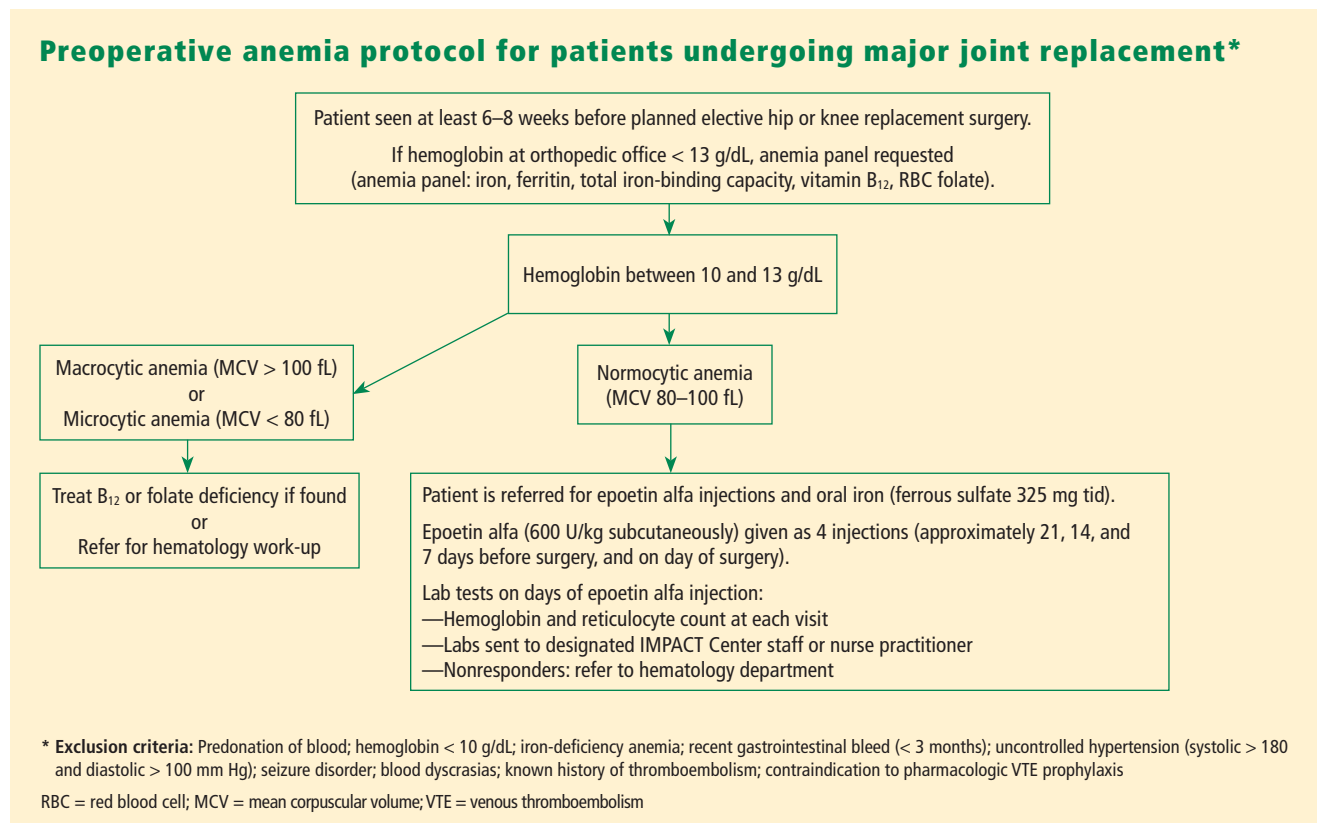 Preoperative anemia protocol for patients undergoing major joint replacement*
Patient seen at least 6–8 weeks before planned elective hip or knee replacement surgery.
If hemoglobin at orthopedic office < 13 g/dL, anemia panel requested
(anemia panel: iron, ferritin, total iron-binding capacity, vitamin B₁₂, RBC folate).
Hemoglobin between 10 and 13 g/dL
Macrocytic anemia (MCV > 100 fL)
or
Microcytic anemia (MCV < 80 fL)
Normocytic anemia
(MCV 80–100 fL)
Treat B₁₂ or folate deficiency if found
or
Refer for hematology work-up
Patient is referred for epoetin alfa injections and oral iron (ferrous sulfate 325 mg tid).
Epoetin alfa (600 U/kg subcutaneously) given as 4 injections (approximately 21, 14, and
7 days before surgery, and on day of surgery).
Lab tests on days of epoetin alfa injection:
—Hemoglobin and reticulocyte count at each visit
—Labs sent to designated IMPACT Center staff or nurse practitioner
—Nonresponders: refer to hematology department
* Exclusion criteria: Predonation of blood; hemoglobin < 10 g/dL; iron-deficiency anemia; recent gastrointestinal bleed (< 3 months); uncontrolled hypertension (systolic > 180
and diastolic > 100 mm Hg); seizure disorder; blood dyscrasias; known history of thromboembolism; contraindication to pharmacologic VTE prophylaxis
RBC = red blood cell; MCV = mean corpuscular volume; VTE = venous thromboembolism